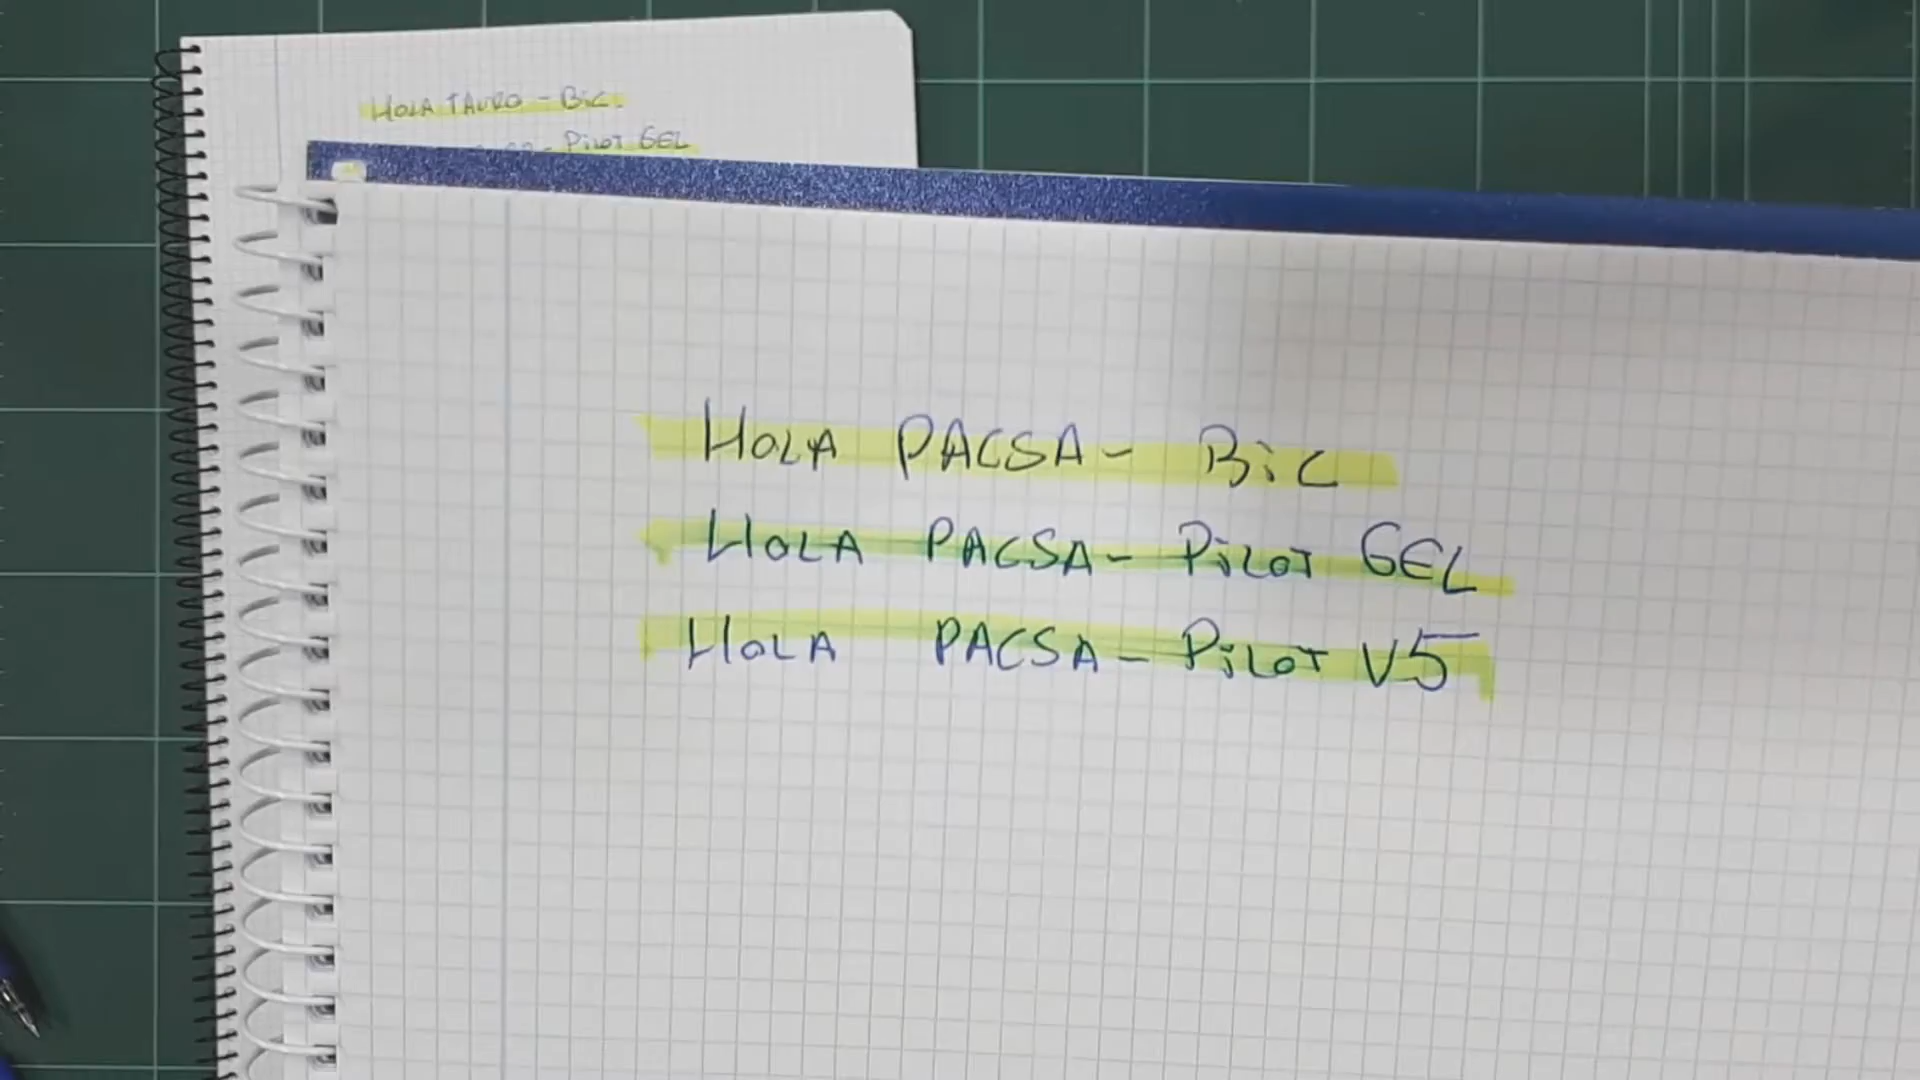 HOLA TAURO - BiC.
- PiLOT GEL
HOLA PACSA - BiC
HOLA PACSA - PiLOT GEL
HOLA PACSA - PiLOT V5